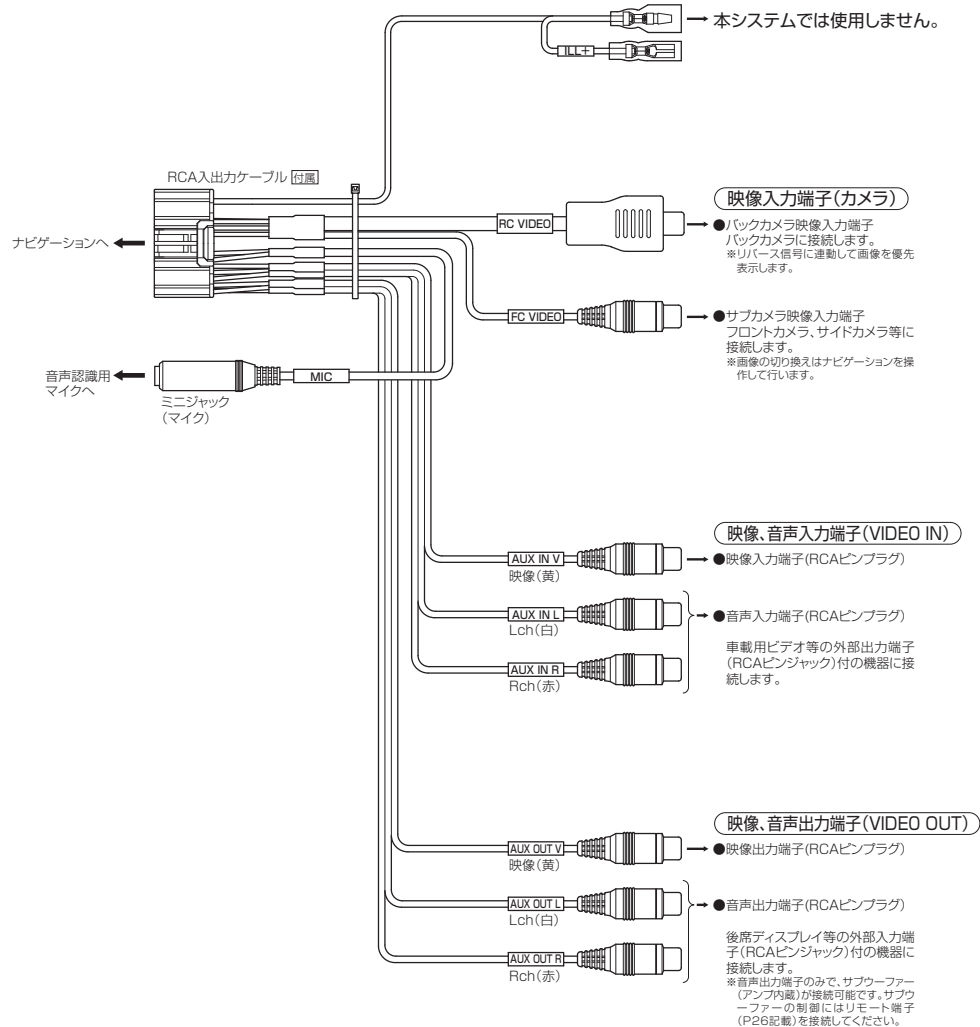 本システムでは使用しません。
ILL+
RCA入出力ケーブル 付属
ナビゲーションへ
RC VIDEO
映像入力端子(カメラ)
●バックカメラ映像入力端子
バックカメラに接続します。
※リバース信号に連動して画像を優先
表示します。
FC VIDEO
●サブカメラ映像入力端子
フロントカメラ、サイドカメラ等に
接続します。
※画像の切り換えはナビゲーションを操
作して行います。
音声認識用
マイクへ
MIC
ミニジャック
(マイク)
映像、音声入力端子(VIDEO IN)
AUX IN V
映像(黄)
●映像入力端子(RCAピンプラグ)
AUX IN L
Lch(白)
●音声入力端子(RCAピンプラグ)
車載用ビデオ等の外部出力端子
(RCAピンジャック)付の機器に接
続します。
AUX IN R
Rch(赤)
映像、音声出力端子(VIDEO OUT)
AUX OUT V
映像(黄)
●映像出力端子(RCAピンプラグ)
AUX OUT L
Lch(白)
●音声出力端子(RCAピンプラグ)
AUX OUT R
Rch(赤)
後席ディスプレイ等の外部入力端
子(RCAピンジャック)付の機器に
接続します。
※音声出力端子のみで、サブウーファー
(アンプ内蔵)が接続可能です。サブウ
ーファーの制御にはリモート端子
(P26記載)を接続してください。